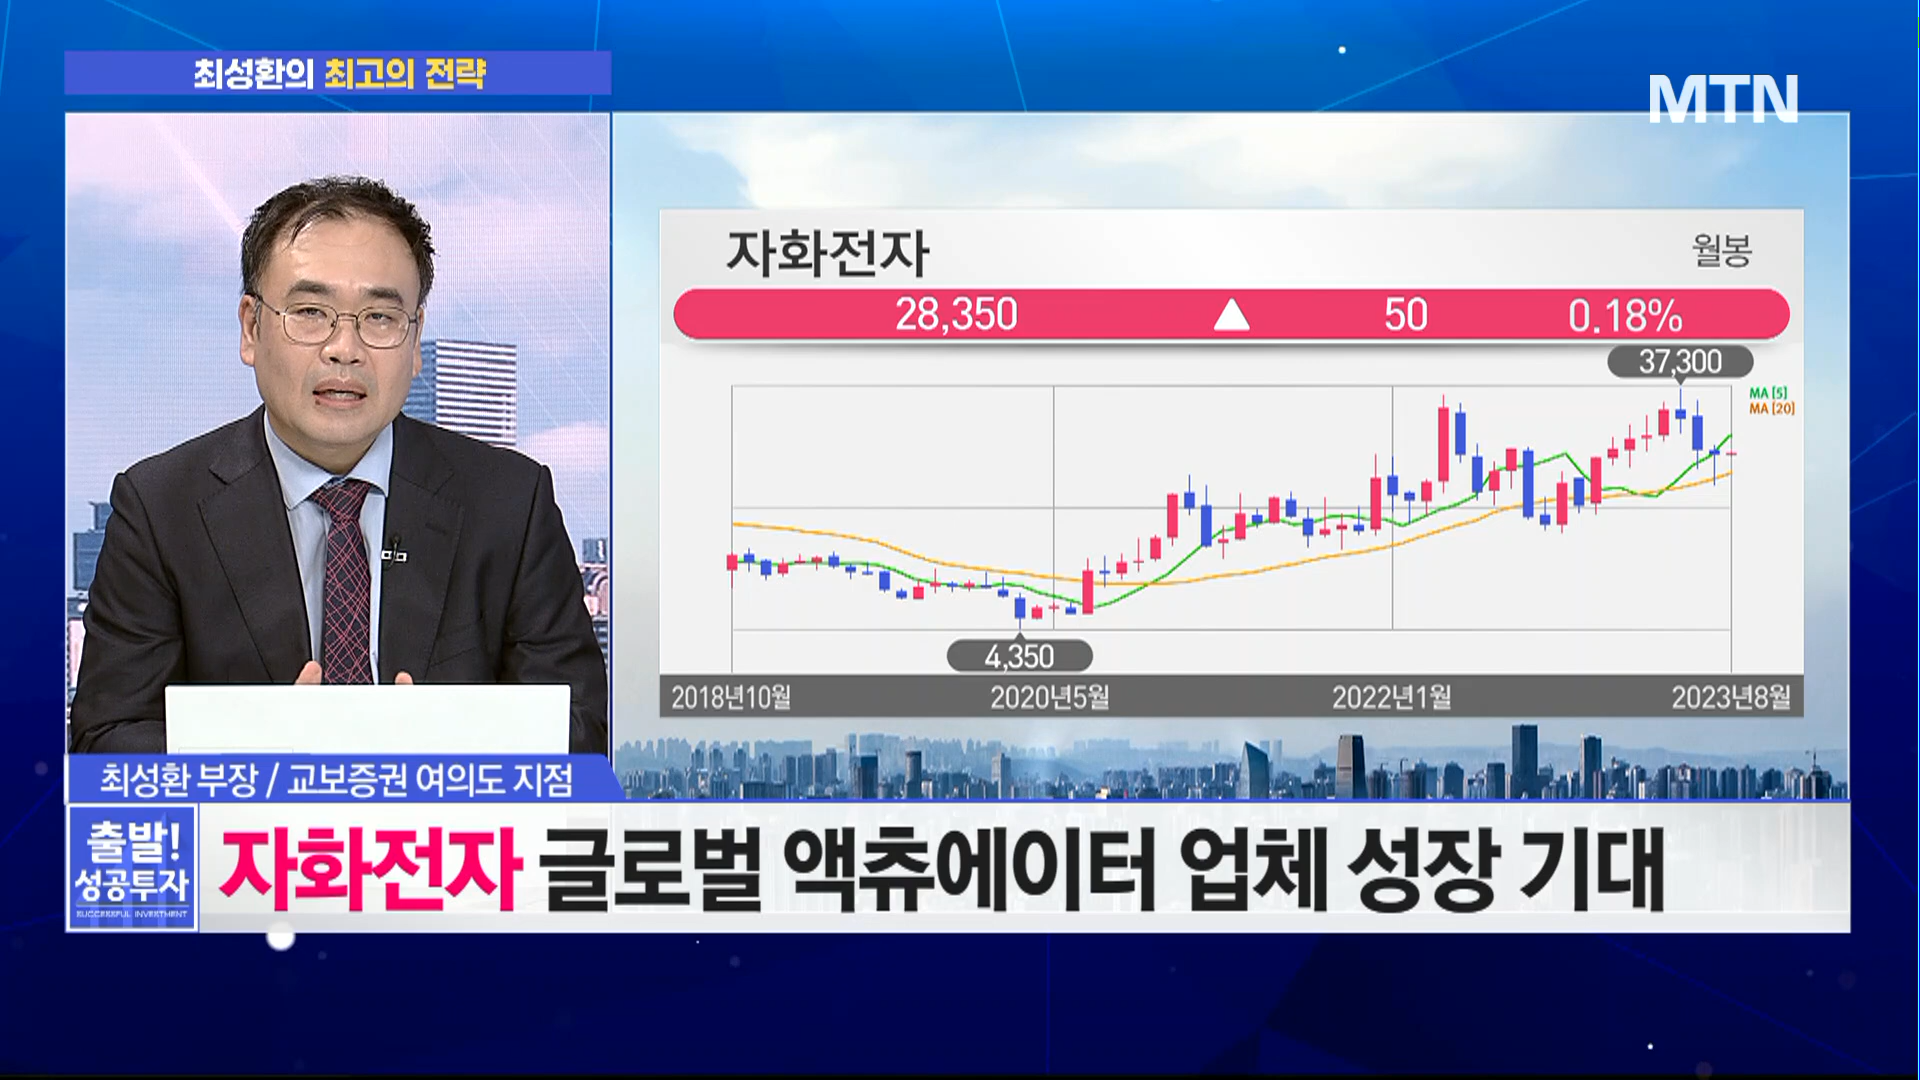 최성환의 최고의 전략
MTN
자화전자
월봉
28,350 ▲ 50 0.18%
37,300
MA [5]
MA [20]
4,350
2018년10월 2020년5월 2022년1월 2023년8월
최성환 부장 / 교보증권 여의도 지점
출발!
성공투자
SUCCESSFUL INVESTMENT
자화전자 글로벌 액츄에이터 업체 성장 기대